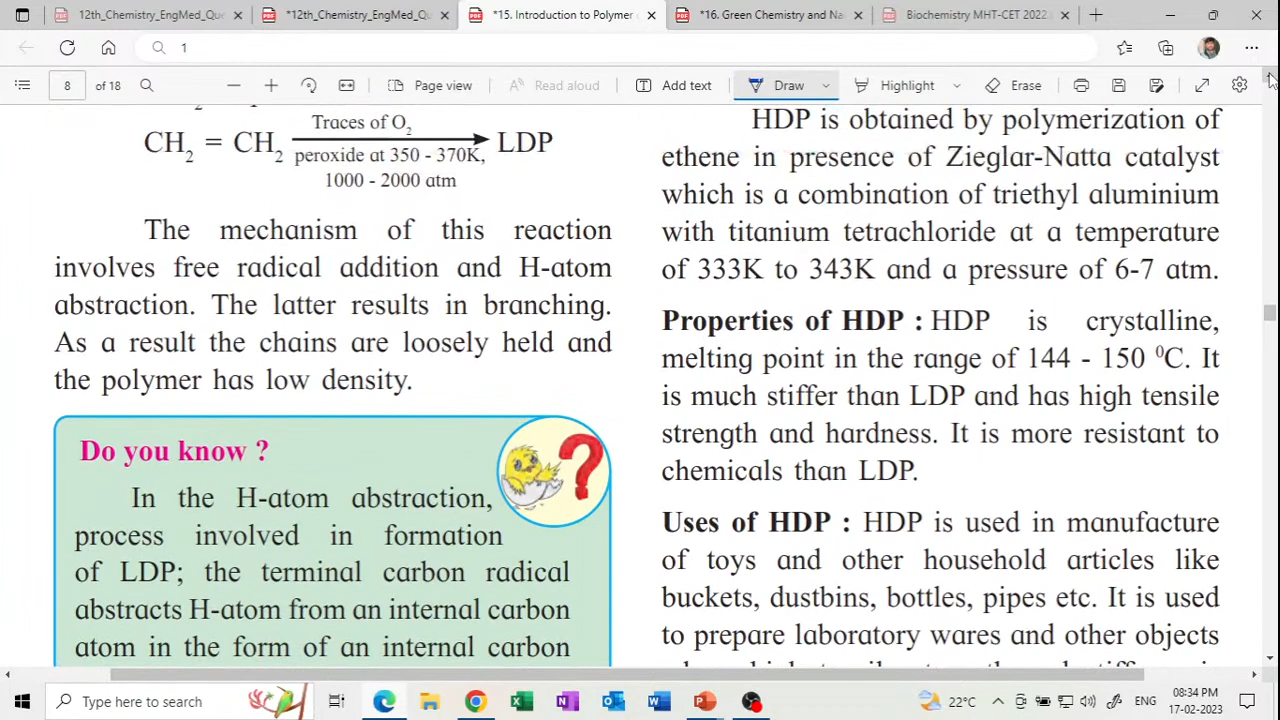 12th_Chemistry_EngMed_Que
*12th_Chemistry_EngMed_Qu
*15. Introduction to Polymer
*16. Green Chemistry and Na
Biochemistry MHT-CET 2022.
1
8
of 18
Page view
Read aloud
Add text
Draw
Highlight
Erase
CH2 = CH2
Traces of O2
peroxide at 350 - 370K,
1000 - 2000 atm
LDP
The mechanism of this reaction
involves free radical addition and H-atom
abstraction. The latter results in branching.
As a result the chains are loosely held and
the polymer has low density.
Do you know ?
In the H-atom abstraction,
process involved in formation
of LDP; the terminal carbon radical
abstracts H-atom from an internal carbon
atom in the form of an internal carbon
HDP is obtained by polymerization of
ethene in presence of Zieglar-Natta catalyst
which is a combination of triethyl aluminium
with titanium tetrachloride at a temperature
of 333K to 343K and a pressure of 6-7 atm.
Properties of HDP : HDP is crystalline,
melting point in the range of 144 - 150 ⁰C. It
is much stiffer than LDP and has high tensile
strength and hardness. It is more resistant to
chemicals than LDP.
Uses of HDP : HDP is used in manufacture
of toys and other household articles like
buckets, dustbins, bottles, pipes etc. It is used
to prepare laboratory wares and other objects
Type here to search
22°C
ENG
08:34 PM
17-02-2023